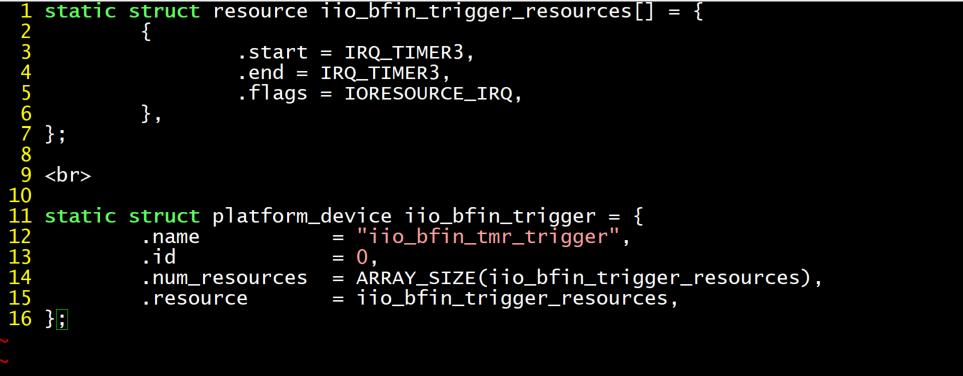 1 static struct resource iio_bfin_trigger_resources[] = {
2         {
3                 .start = IRQ_TIMER3,
4                 .end = IRQ_TIMER3,
5                 .flags = IORESOURCE_IRQ,
6         },
7 };
8
9 <br>
10
11 static struct platform_device iio_bfin_trigger = {
12         .name           = "iio_bfin_tmr_trigger",
13         .id             = 0,
14         .num_resources  = ARRAY_SIZE(iio_bfin_trigger_resources),
15         .resource       = iio_bfin_trigger_resources,
16 };
~
~